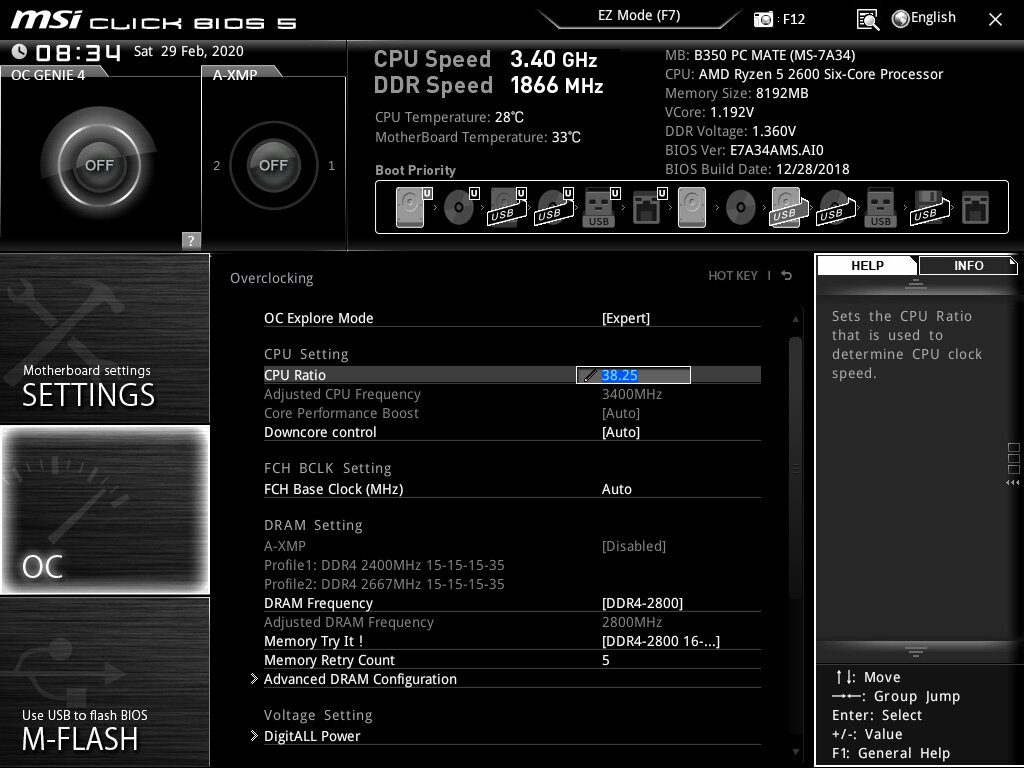 msi CLICK BIOS 5
EZ Mode (F7)
: F12
English
08:34 Sat 29 Feb, 2020
OC GENIE 4
A-XMP
OFF
2 OFF 1
?
CPU Speed 3.40 GHz
DDR Speed 1866 MHz
CPU Temperature: 28℃
MotherBoard Temperature: 33℃
MB: B350 PC MATE (MS-7A34)
CPU: AMD Ryzen 5 2600 Six-Core Processor
Memory Size: 8192MB
VCore: 1.192V
DDR Voltage: 1.360V
BIOS Ver: E7A34AMS.AI0
BIOS Build Date: 12/28/2018
Boot Priority
U U U U U U
USB USB USB USB USB USB USB
Motherboard settings
SETTINGS
OC
Use USB to flash BIOS
M-FLASH
Overclocking
HOT KEY |
OC Explore Mode [Expert]
CPU Setting
CPU Ratio 38.25
Adjusted CPU Frequency 3400MHz
Core Performance Boost [Auto]
Downcore control [Auto]
FCH BCLK Setting
FCH Base Clock (MHz) Auto
DRAM Setting
A-XMP [Disabled]
Profile1: DDR4 2400MHz 15-15-15-35
Profile2: DDR4 2667MHz 15-15-15-35
DRAM Frequency [DDR4-2800]
Adjusted DRAM Frequency 2800MHz
Memory Try It ! [DDR4-2800 16-...]
Memory Retry Count 5
Advanced DRAM Configuration
Voltage Setting
DigitALL Power
HELP
INFO
Sets the CPU Ratio
that is used to
determine CPU clock
speed.
↑↓: Move
→←: Group Jump
Enter: Select
+/-: Value
F1: General Help